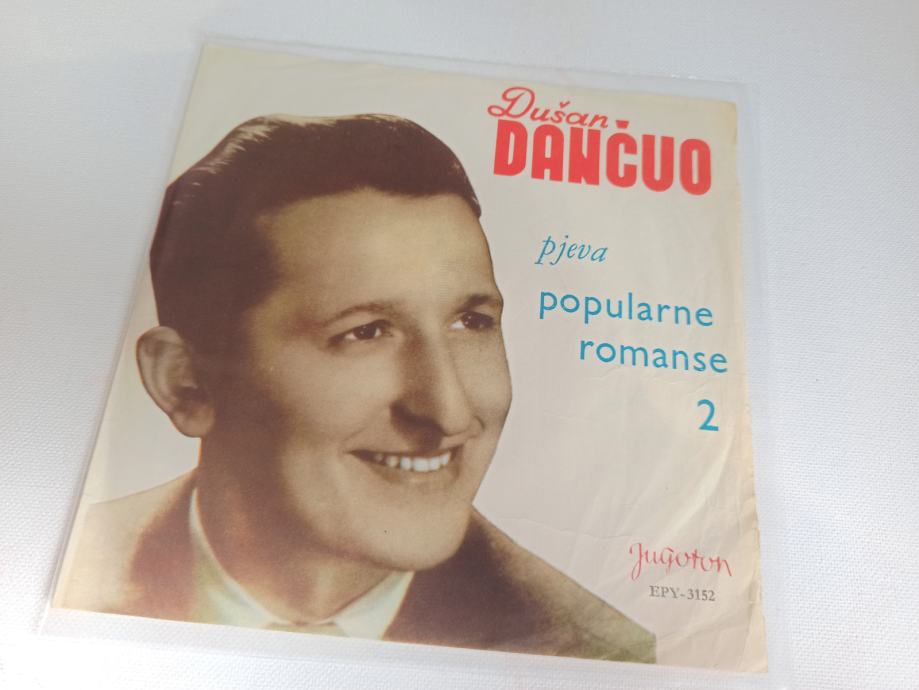 Dušan
DANČUO
pjeva
popularne
romanse
2
Jugoton
EPY-3152